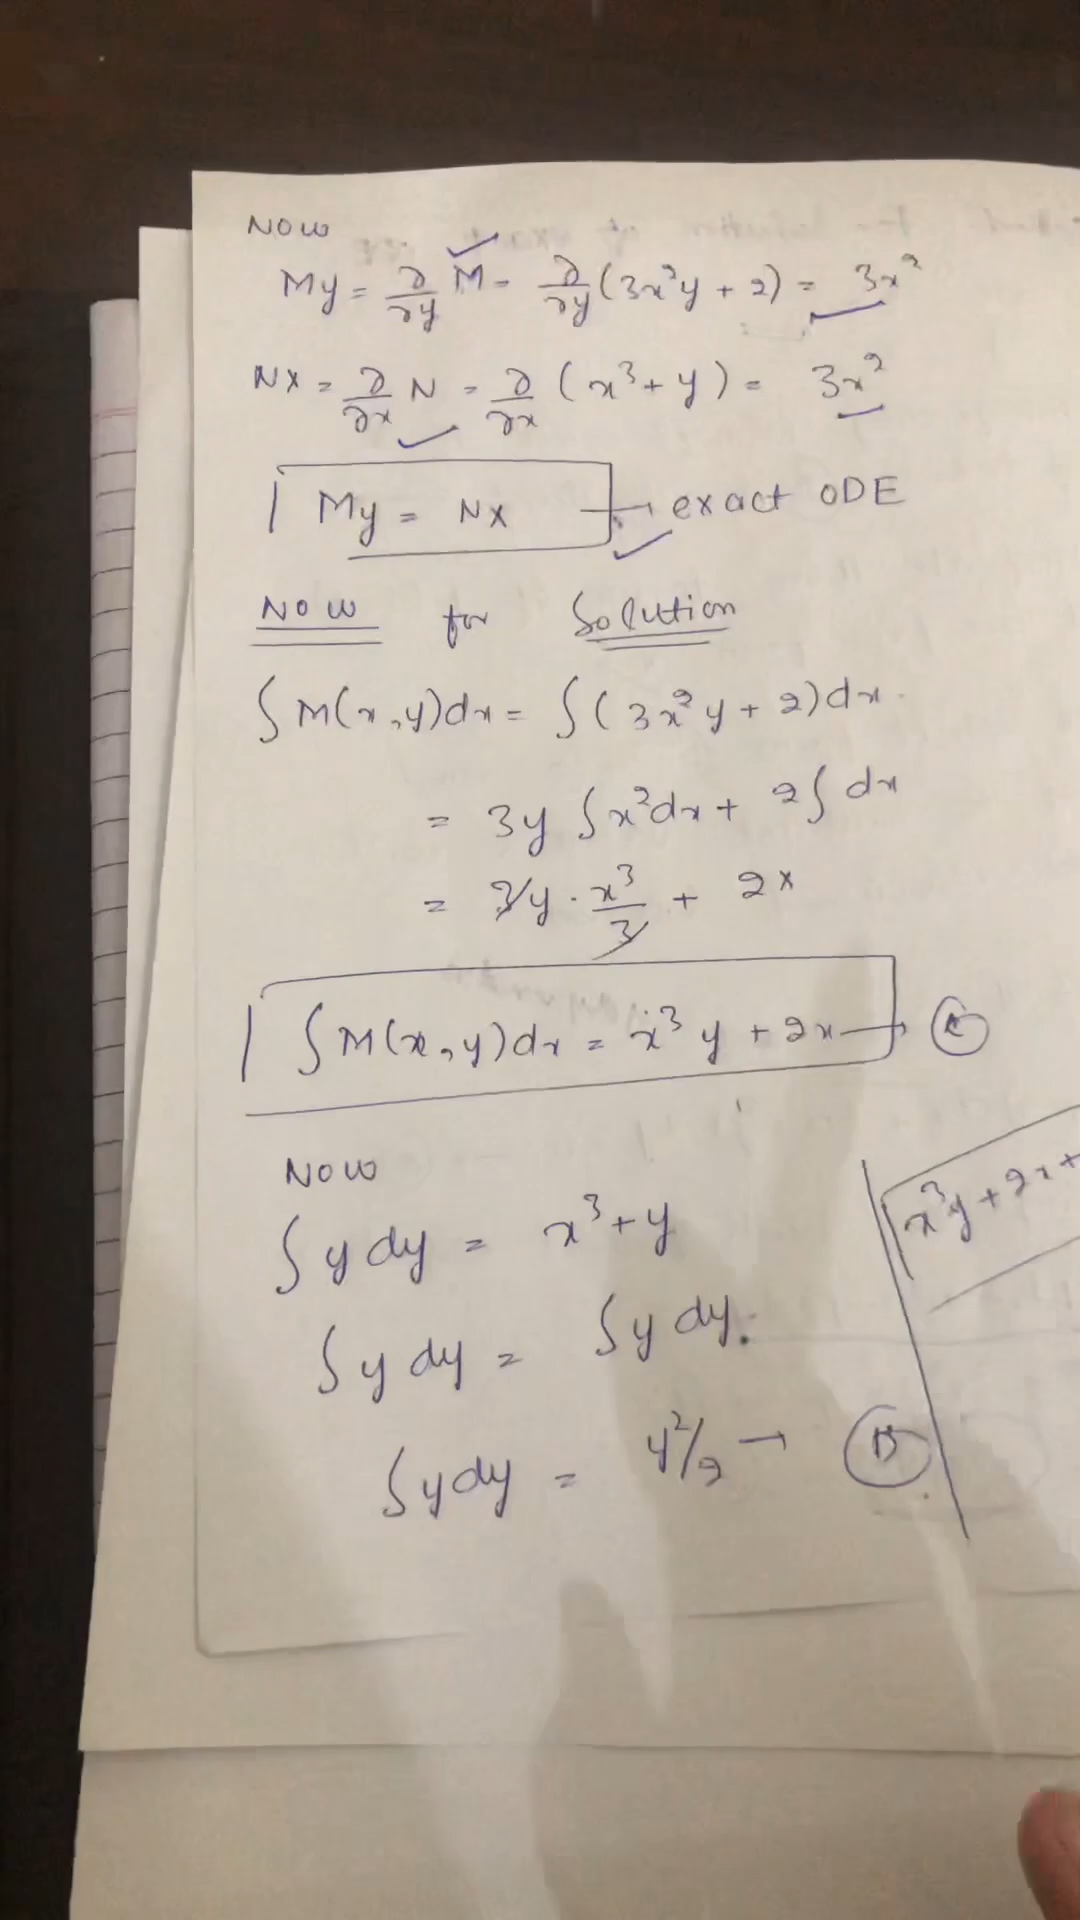 NOW
My = ∂/∂y M = ∂/∂y (3x²y + 2) = 3x²
NX = ∂/∂x N = ∂/∂x (x³ + y) = 3x²
My = NX → exact ODE
NOW for Solution
∫ M(x,y)dx = ∫ (3x²y + 2)dx
= 3y ∫ x²dx + 2 ∫ dx
= 3y · x³/3 + 2x
∫ M(x,y)dx = x³y + 2x → A
NOW
∫ y dy = x³ + y
∫ y dy = ∫ y dy.
∫ y dy = y²/2 → B
x³y + 2x +